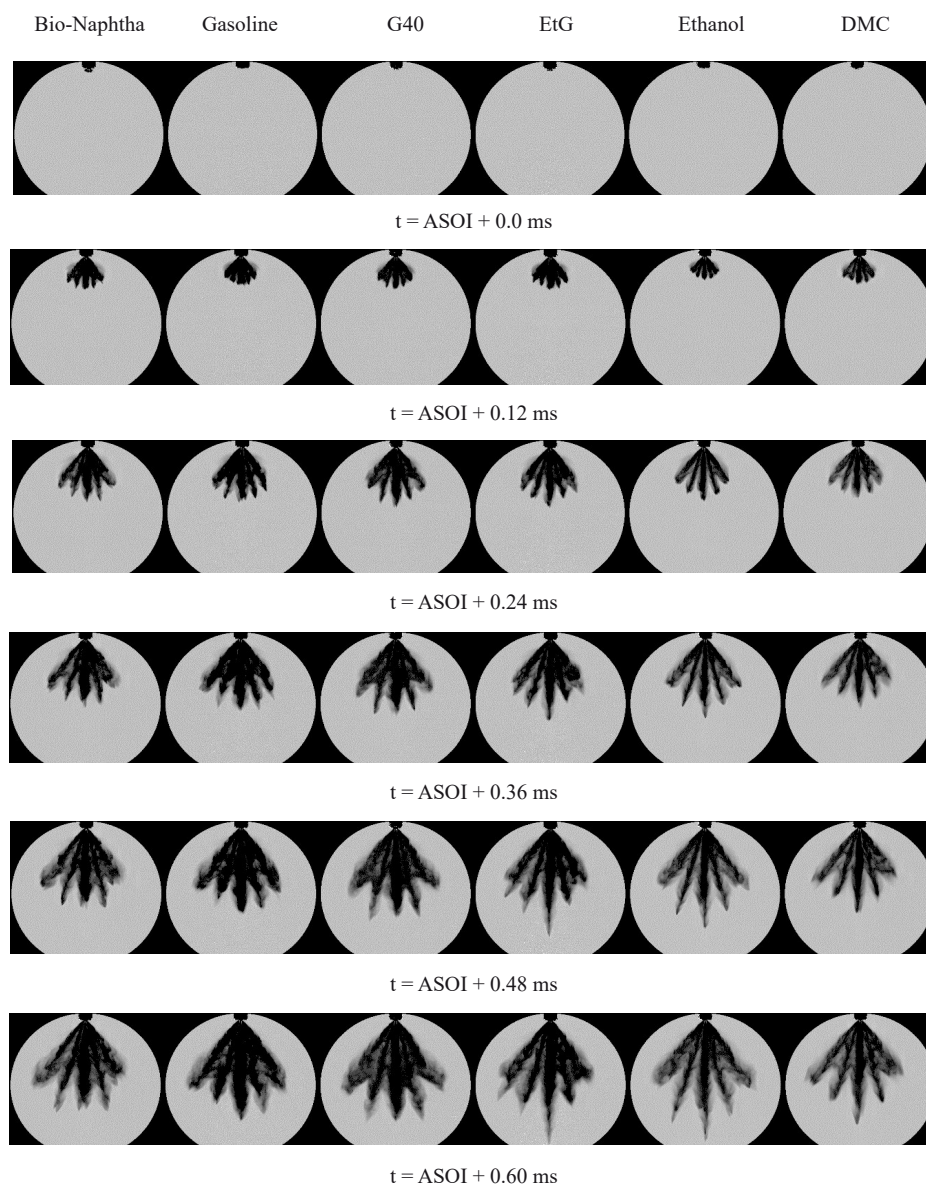 Bio-Naphtha Gasoline G40 EtG Ethanol DMC
t = ASOI + 0.0 ms
t = ASOI + 0.12 ms
t = ASOI + 0.24 ms
t = ASOI + 0.36 ms
t = ASOI + 0.48 ms
t = ASOI + 0.60 ms